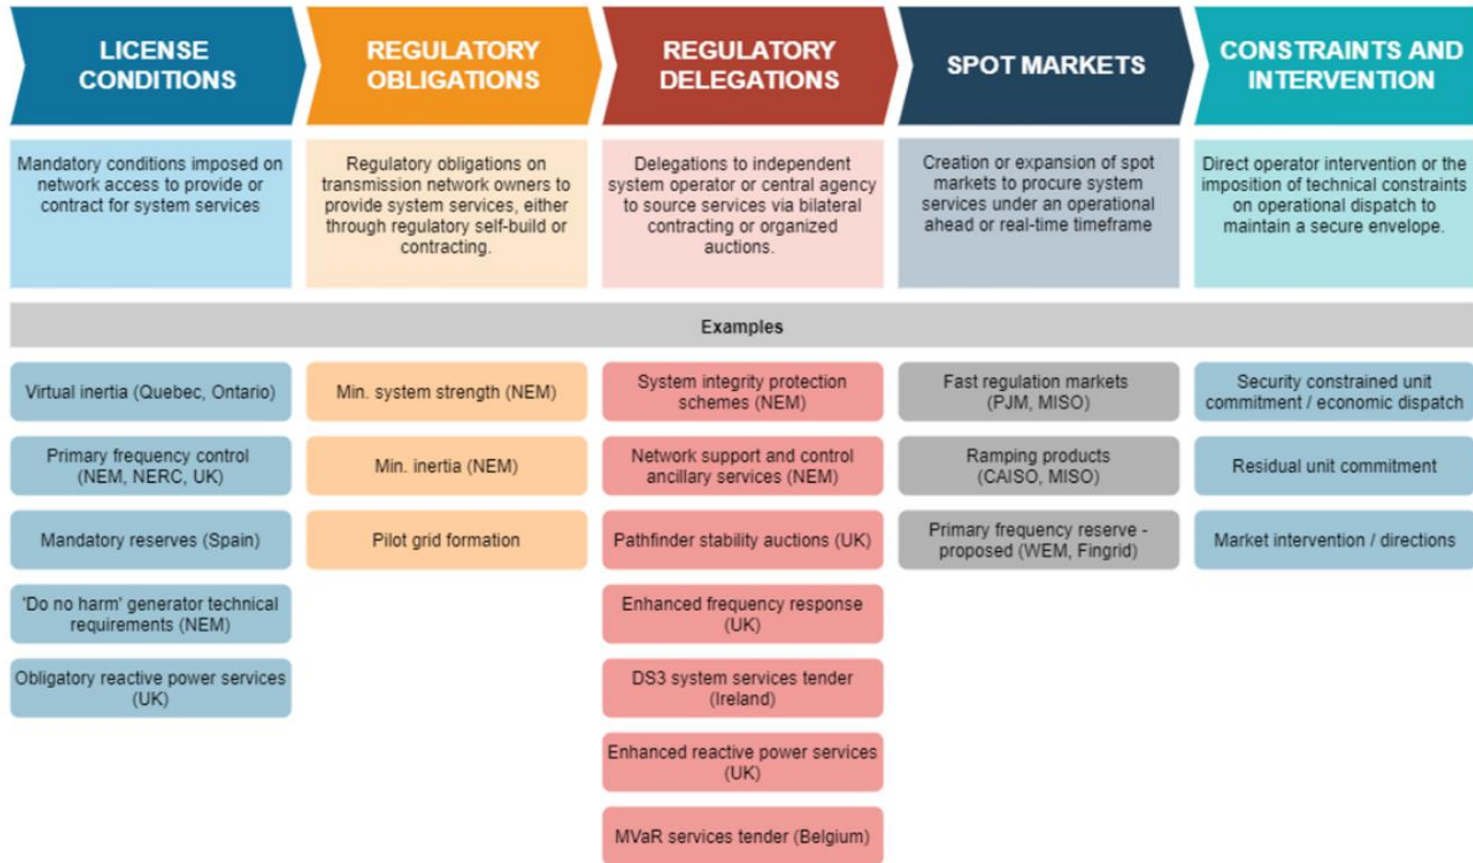 LICENSE
CONDITIONS
REGULATORY
OBLIGATIONS
REGULATORY
DELEGATIONS
SPOT MARKETS
CONSTRAINTS AND
INTERVENTION
Mandatory conditions imposed on
network access to provide or
contract for system services
Regulatory obligations on
transmission network owners to
provide system services, either
through regulatory self-build or
contracting.
Delegations to independent
system operator or central agency
to source services via bilateral
contracting or organized
auctions.
Creation or expansion of spot
markets to procure system
services under an operational
ahead or real-time timeframe
Direct operator intervention or the
imposition of technical constraints
on operational dispatch to
maintain a secure envelope.
Examples
Virtual inertia (Quebec, Ontario)
Primary frequency control
(NEM, NERC, UK)
Mandatory reserves (Spain)
'Do no harm' generator technical
requirements (NEM)
Obligatory reactive power services
(UK)
Min. system strength (NEM)
Min. inertia (NEM)
Pilot grid formation
System integrity protection
schemes (NEM)
Network support and control
ancillary services (NEM)
Pathfinder stability auctions (UK)
Enhanced frequency response
(UK)
DS3 system services tender
(Ireland)
Enhanced reactive power services
(UK)
MVaR services tender (Belgium)
Fast regulation markets
(PJM, MISO)
Ramping products
(CAISO, MISO)
Primary frequency reserve -
proposed (WEM, Fingrid)
Security constrained unit
commitment / economic dispatch
Residual unit commitment
Market intervention / directions